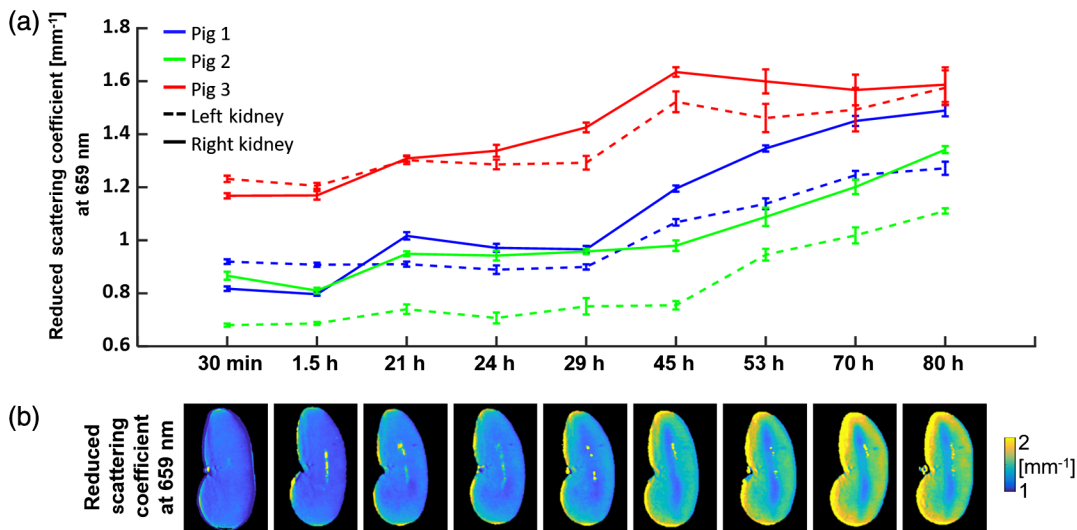 (a)
Reduced scattering coefficient [mm⁻¹]
at 659 nm
1.8
1.6
1.4
1.2
1
0.8
0.6
Pig 1
Pig 2
Pig 3
Left kidney
Right kidney
30 min 1.5 h 21 h 24 h 29 h 45 h 53 h 70 h 80 h
(b)
Reduced
scattering
coefficient
at 659 nm
2
[mm⁻¹]
1